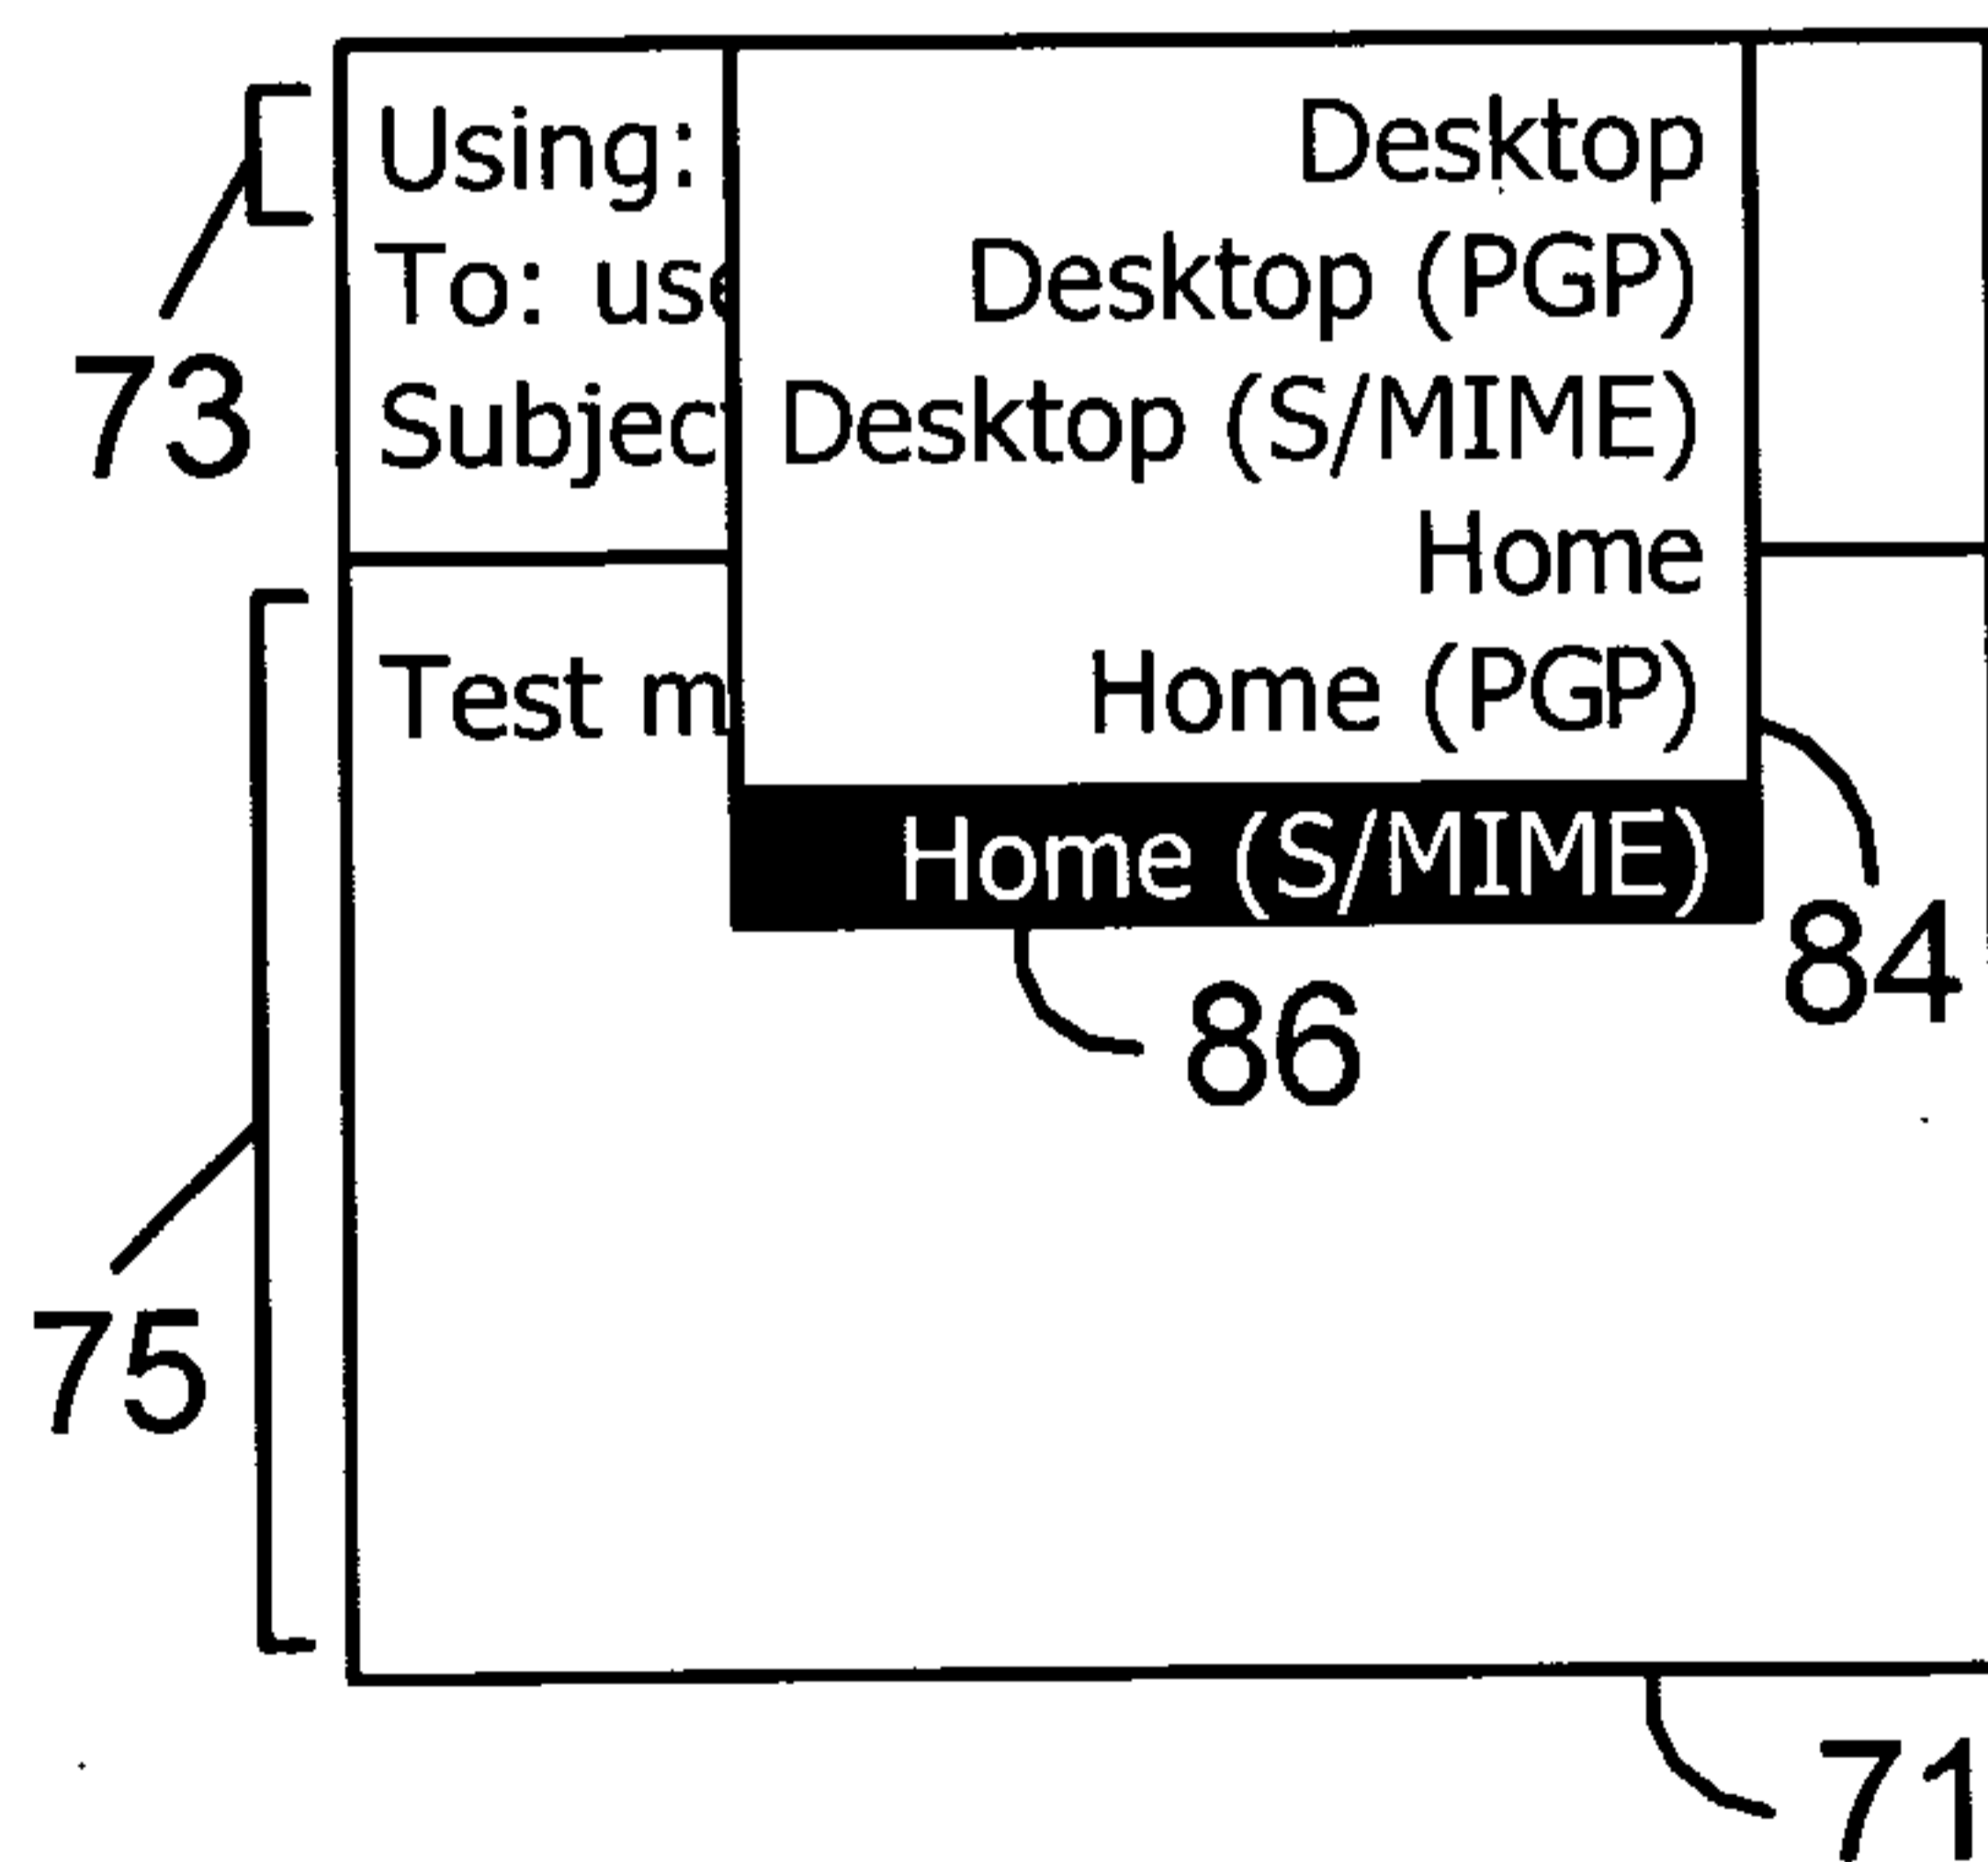 Using: Desktop
To: use Desktop (PGP)
Subject Desktop (S/MIME)
73
Home
Test m Home (PGP)
Home (S/MIME)
84
86
75
71